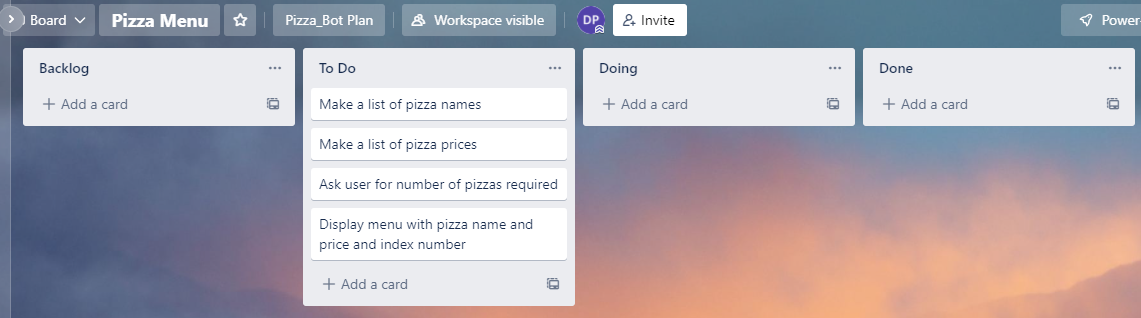 Board
Pizza Menu
Pizza_Bot Plan
Workspace visible
DP
Invite
Power-
Backlog
Add a card
To Do
Make a list of pizza names
Make a list of pizza prices
Ask user for number of pizzas required
Display menu with pizza name and
price and index number
Add a card
Doing
Add a card
Done
Add a card